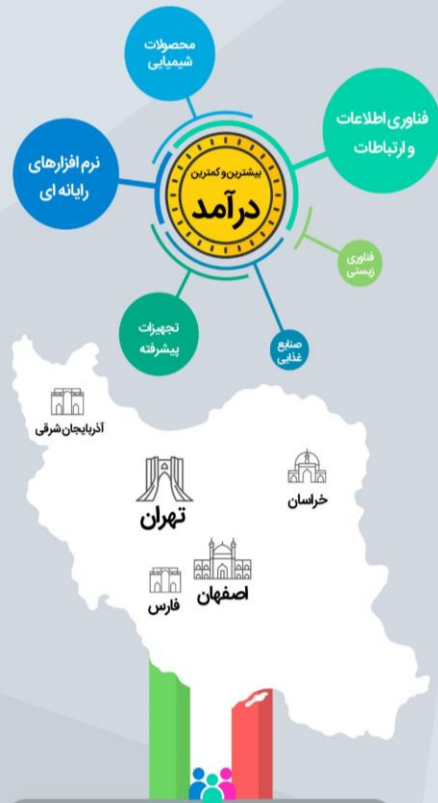 محصولات
شیمیایی
فناوری اطلاعات
و ارتباطات
نرم افزارهای
رایانه ای
بیشترین و کمترین
درآمد
فناوری
زیستی
تجهیزات
پیشرفته
صنایع
غذایی
آذربایجان شرقی
تهران
خراسان
اصفهان
فارس